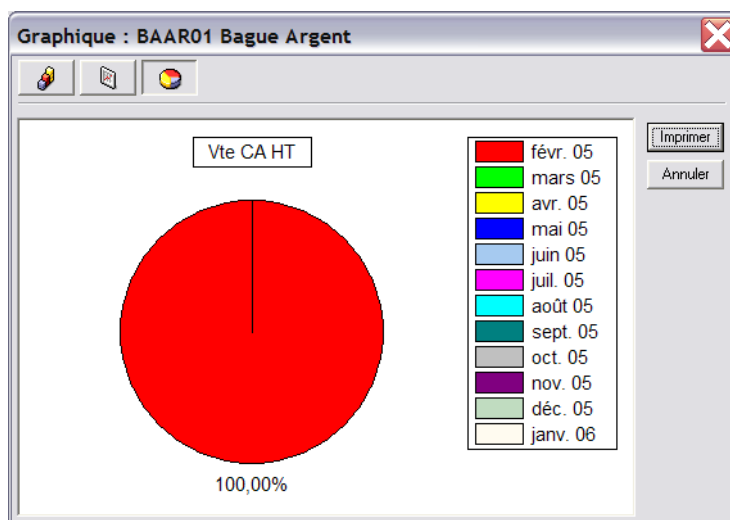 Graphique : BAAR01 Bague Argent
Imprimer
Annuler
Vte CA HT
févr. 05
mars 05
avr. 05
mai 05
juin 05
juil. 05
août 05
sept. 05
oct. 05
nov. 05
déc. 05
janv. 06
100,00%